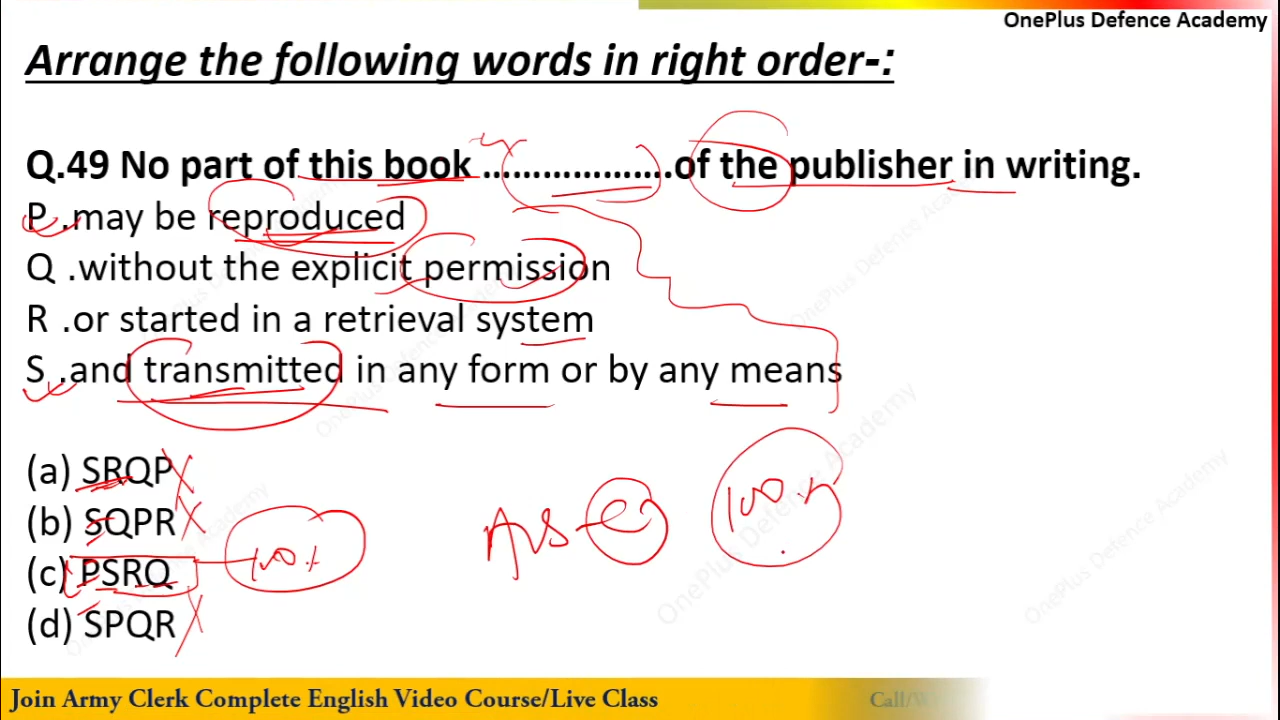 OnePlus Defence Academy
Arrange the following words in right order-:
Q.49 No part of this book ....................of the publisher in writing.
P .may be reproduced
Q .without the explicit permission
R .or started in a retrieval system
S .and transmitted in any form or by any means
(a) SRQP
(b) SQPR
(c) PSRQ
(d) SPQR
Ans
100%
100%
Join Army Clerk Complete English Video Course/Live Class